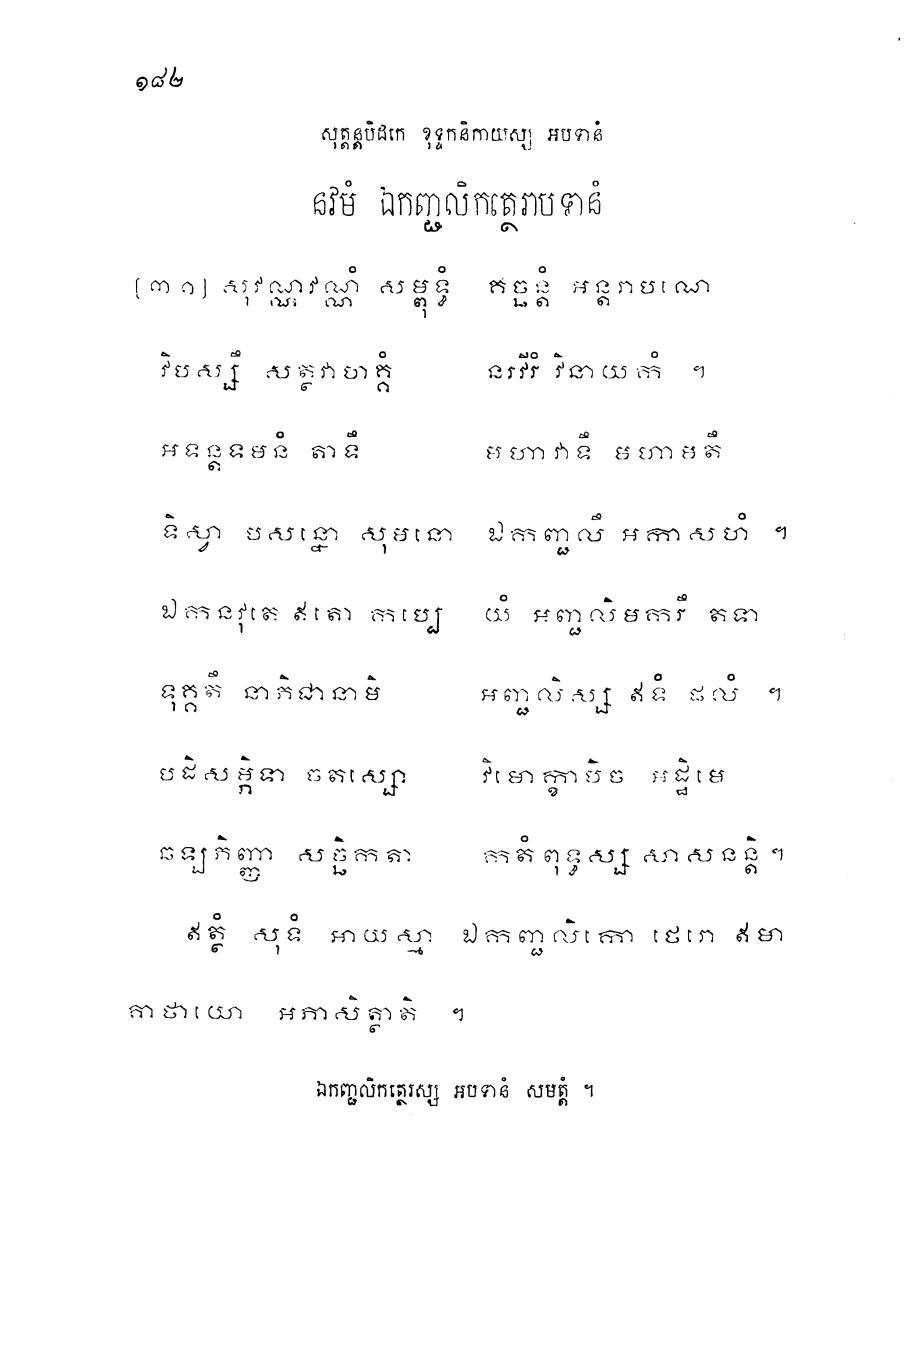 ១៨២
សុត្តន្តបិដកេ ខុទ្ទកនិកាយស្ស អបទានំ
នវមំ ឯកញ្ជលិកត្ថេរាបទានំ
[៣១] សុវណ្ណវណ្ណំ សម្ពុទ្ធំ គច្ឆន្តំ អន្តរាបណេ
វិបស្សឹ សត្ថវាហគ្គំ នរវីរំ វិនាយកំ ។
អទន្តទមនំ តាទឹ មហាវាទឹ មហាមតឹ
ទិស្វា បសន្នោ សុមនោ ឯកញ្ជលឹ អកាសហំ ។
ឯកនវុតេ ឥតោ កប្បេ យំ អញ្ជលិមករឹ តទា
ទុគ្គតឹ នាភិជានាមិ អញ្ជលិស្ស ឥទំ ផលំ ។
បដិសម្ភិទា ចតស្សោ វិមោក្ខាបិច អដ្ឋិមេ
ឆឡភិញ្ញា សច្ឆិកតា កតំពុទ្ធស្ស សាសនន្តិ។
ឥត្ថំ សុទំ អាយស្មា ឯកញ្ជលិកោ ថេរោ ឥមា
គាថាយោ អភាសិត្ថាតិ ។
ឯកញ្ជលិកត្ថេរស្ស អបទានំ សមត្តំ ។